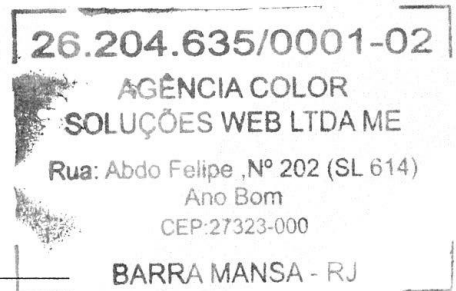 26.204.635/0001-02
AGÊNCIA COLOR
SOLUÇÕES WEB LTDA ME
Rua: Abdo Felipe ,Nº 202 (SL 614)
Ano Bom
CEP:27323-000
BARRA MANSA - RJ